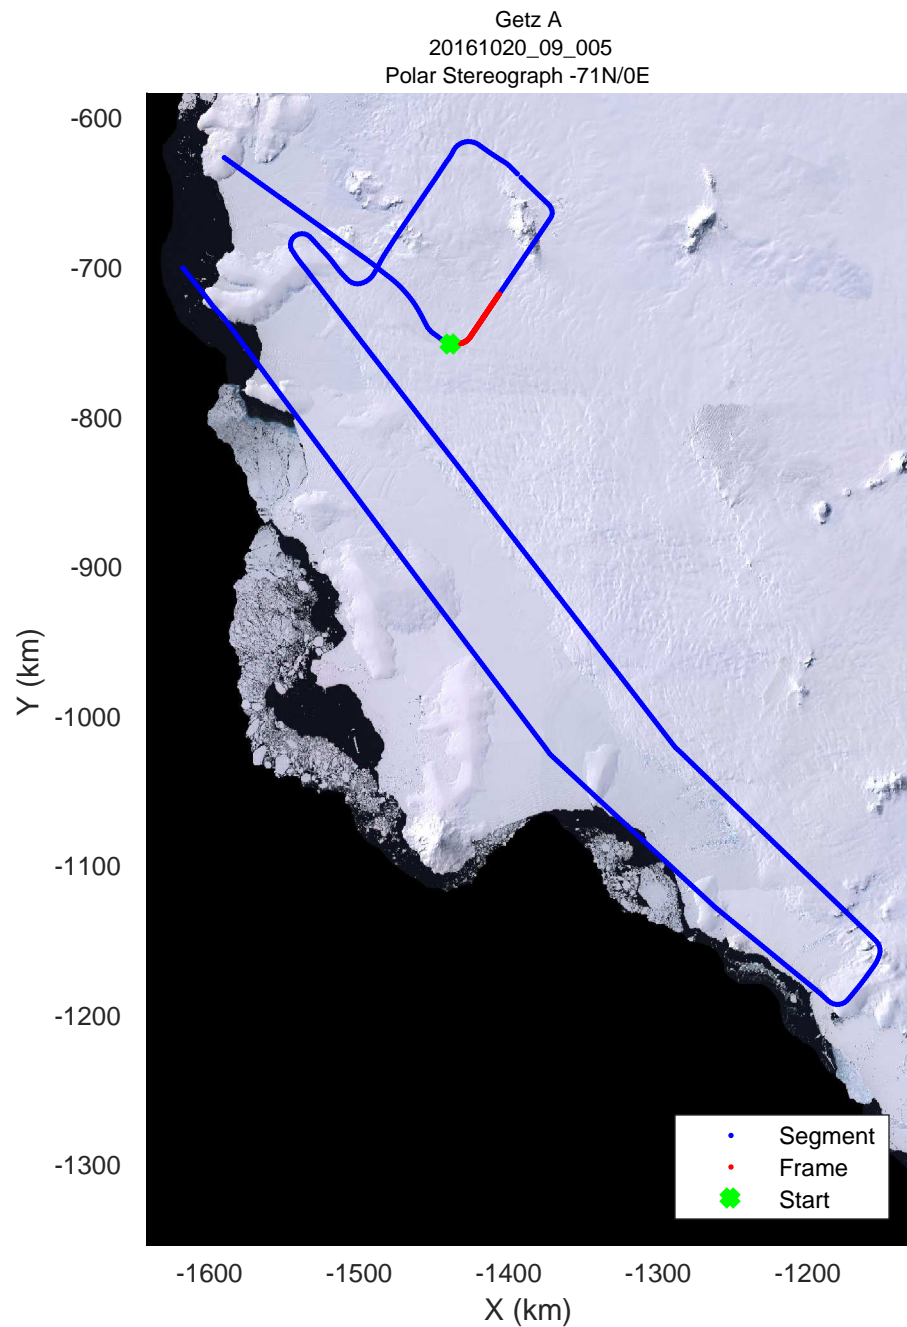 Getz A
20161020_09_005
Polar Stereograph -71N/0E
-600
-700
-800
-900
-1000
-1100
-1200
-1300
Y (km)
-1600
-1500
-1400
-1300
-1200
X (km)
Segment
Frame
Start